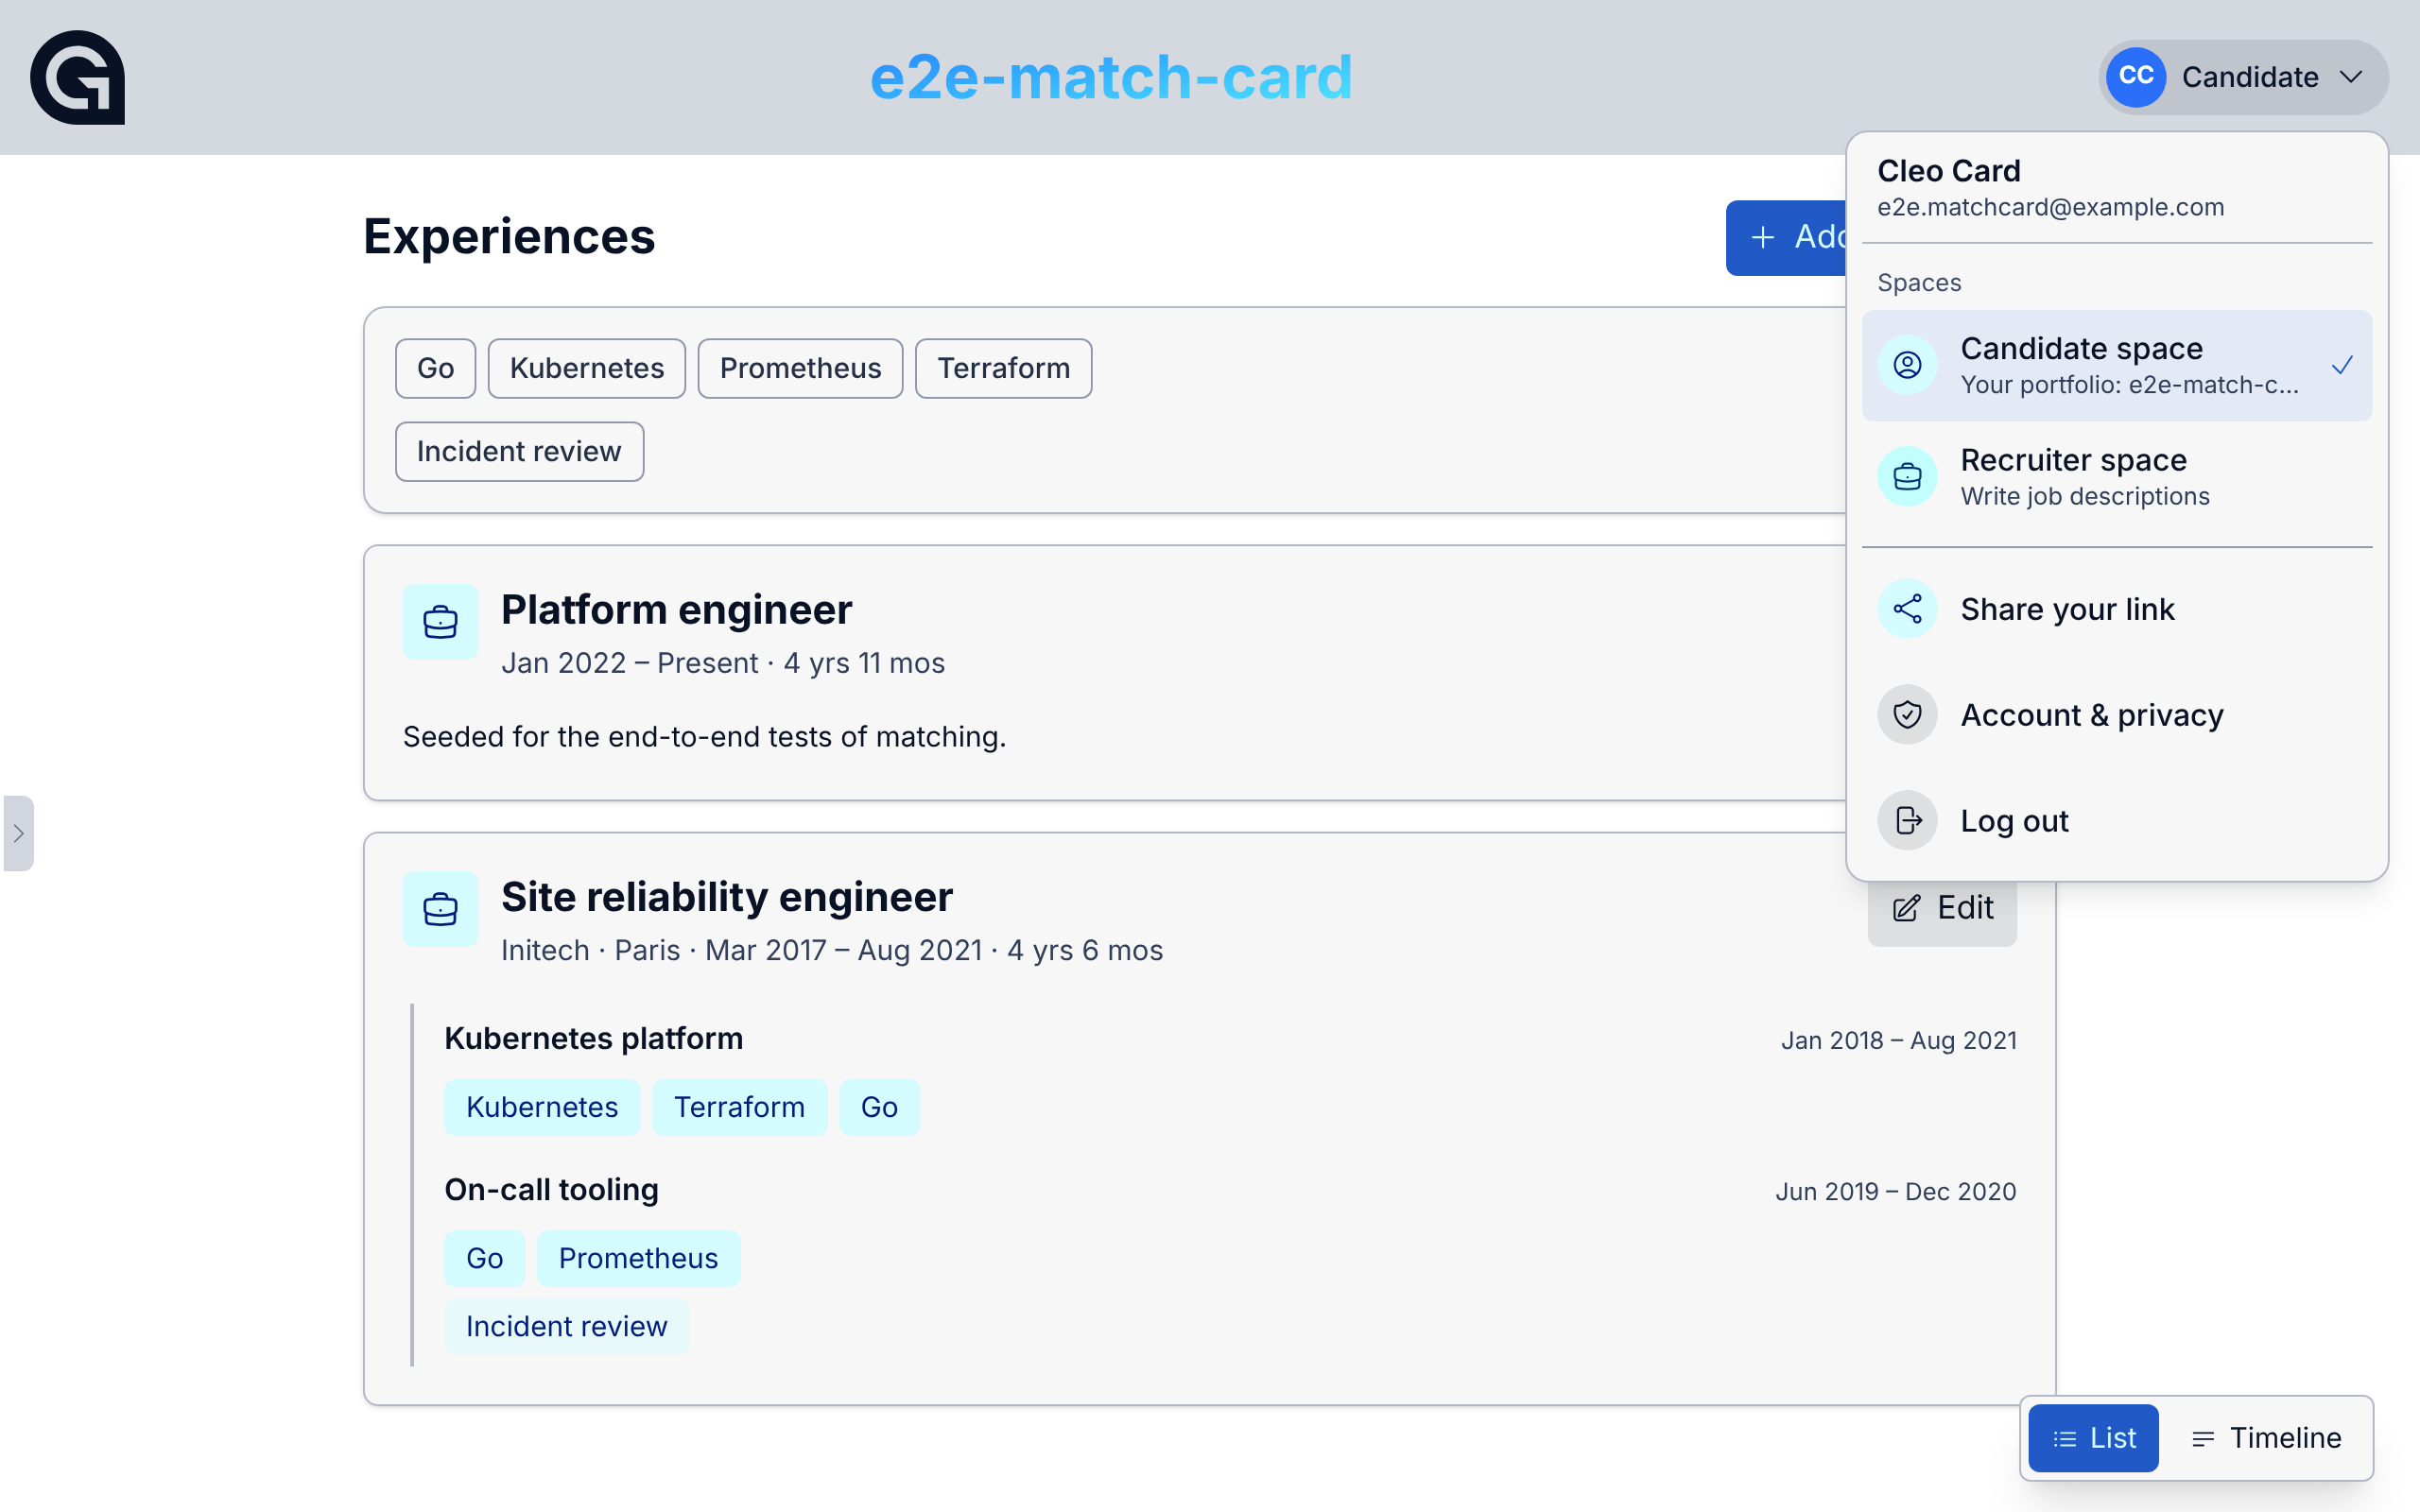 e2e-match-card
CC Candidate
Cleo Card
e2e.matchcard@example.com
Spaces
Candidate space
Your portfolio: e2e-match-c...
Recruiter space
Write job descriptions
Share your link
Account & privacy
Log out
Experiences
Go Kubernetes Prometheus Terraform
Incident review
Platform engineer
Jan 2022 – Present · 4 yrs 11 mos
Seeded for the end-to-end tests of matching.
Site reliability engineer
Edit
Initech · Paris · Mar 2017 – Aug 2021 · 4 yrs 6 mos
Kubernetes platform Jan 2018 – Aug 2021
Kubernetes Terraform Go
On-call tooling Jun 2019 – Dec 2020
Go Prometheus
Incident review
List Timeline